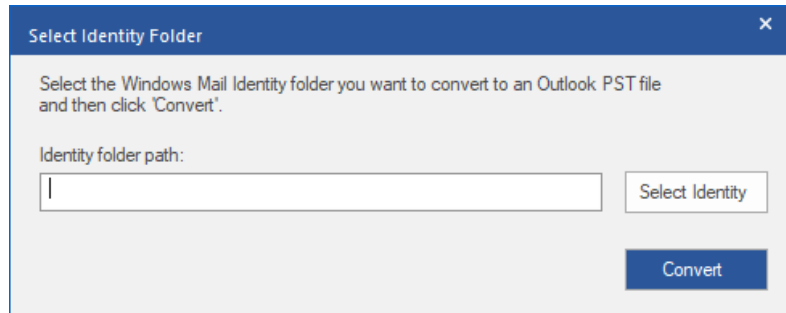 Select Identity Folder
Select the Windows Mail Identity folder you want to convert to an Outlook PST file
and then click 'Convert'.
Identity folder path:
Select Identity
Convert